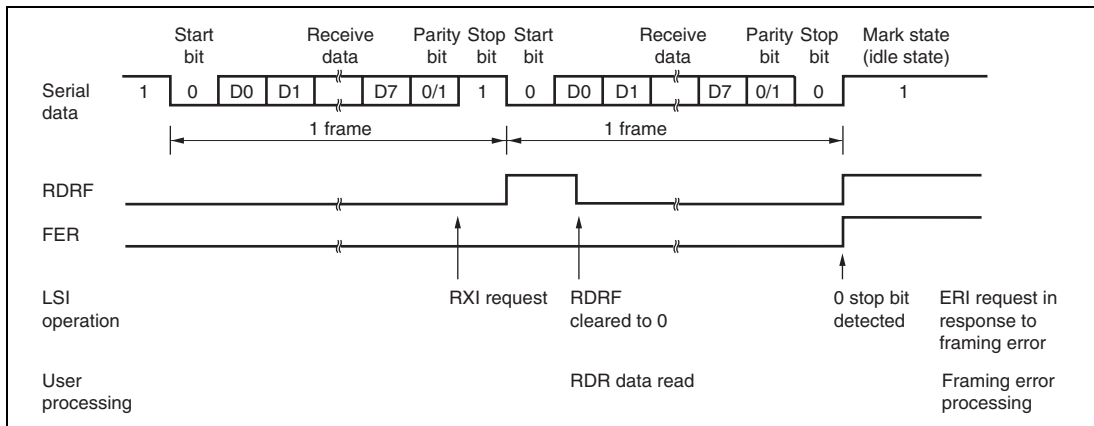 Start bit Receive data Parity bit Stop bit Start bit Receive data Parity bit Stop bit Mark state (idle state)
Serial data 1 0 D0 D1 D7 0/1 1 0 D0 D1 D7 0/1 0 1
1 frame 1 frame
RDRF
FER
LSI operation RXI request RDRF cleared to 0 0 stop bit detected ERI request in response to framing error
User processing RDR data read Framing error processing